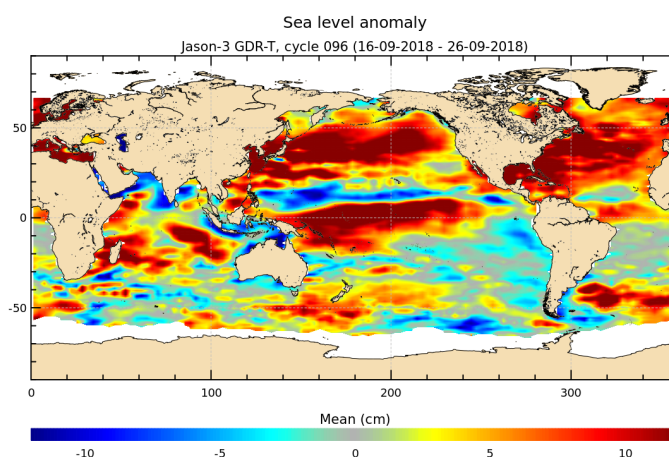 Sea level anomaly
Jason-3 GDR-T, cycle 096 (16-09-2018 - 26-09-2018)
50
0
-50
0 100 200 300
Mean (cm)
-10 -5 0 5 10